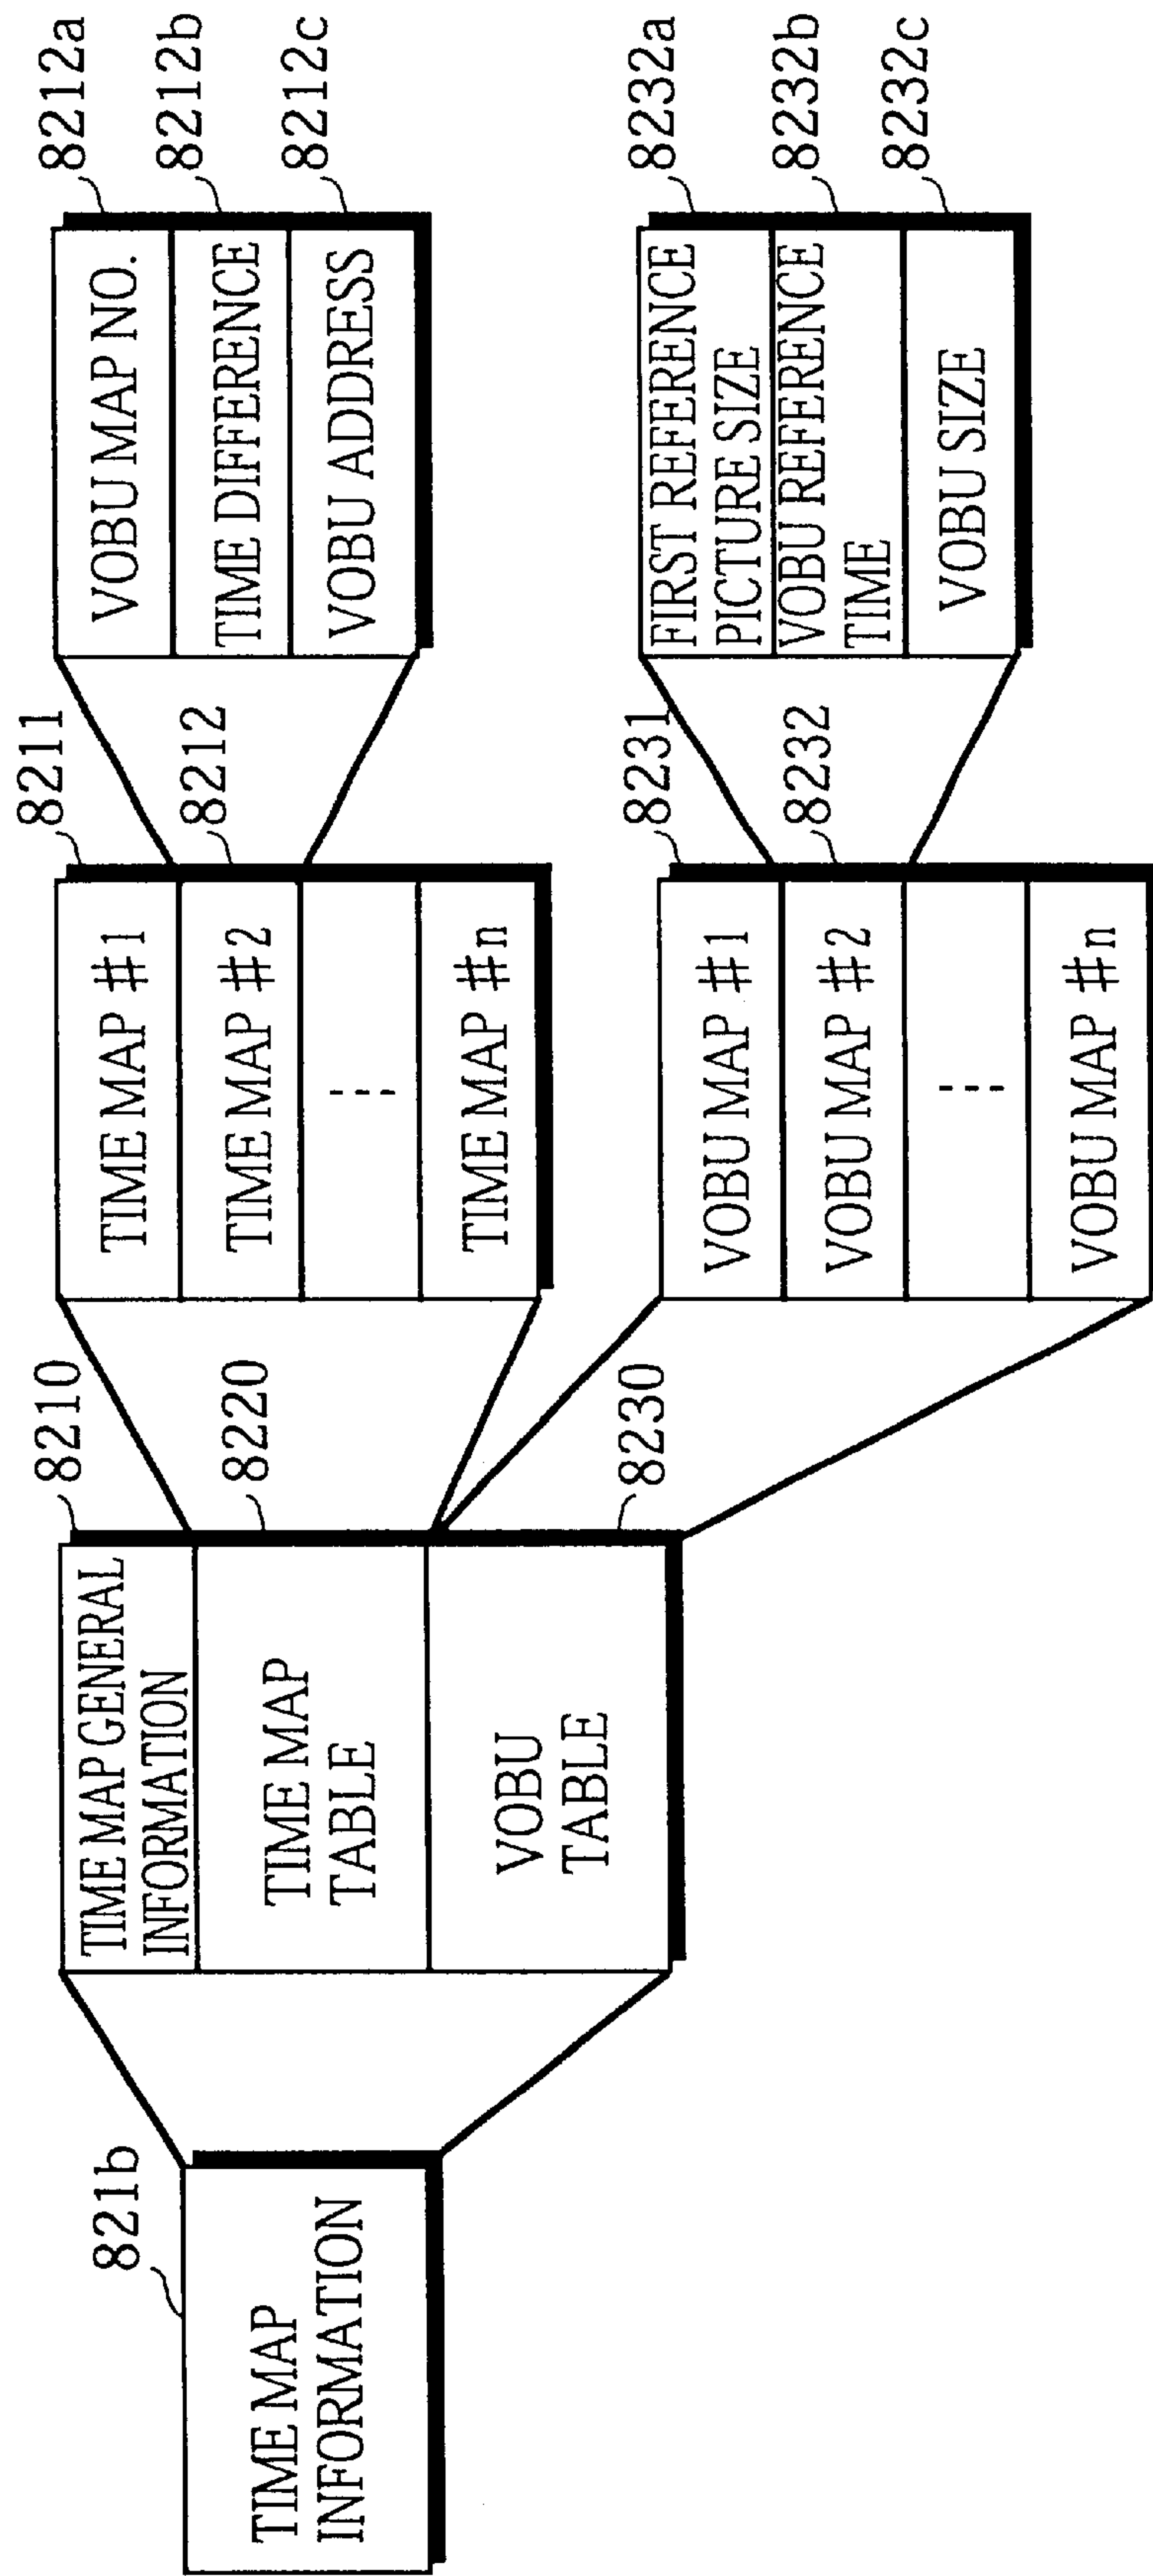 821b
TIME MAP
INFORMATION
8210
TIME MAP GENERAL
INFORMATION
8220
TIME MAP
TABLE
8230
VOBU
TABLE
8211
TIME MAP #1
8212
TIME MAP #2
⋮
TIME MAP #n
8231
VOBU MAP #1
8232
VOBU MAP #2
⋮
VOBU MAP #n
8212a
VOBU MAP NO.
8212b
TIME DIFFERENCE
8212c
VOBU ADDRESS
8232a
FIRST REFERENCE
PICTURE SIZE
8232b
VOBU REFERENCE
TIME
8232c
VOBU SIZE